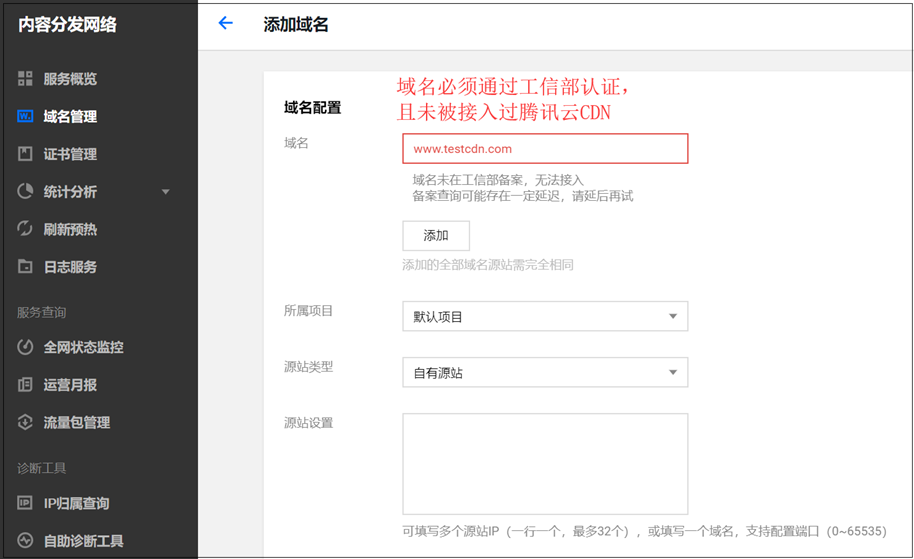 内容分发网络
服务概览
域名管理
证书管理
统计分析
刷新预热
日志服务
服务查询
全网状态监控
运营月报
流量包管理
诊断工具
IP归属查询
自助诊断工具
添加域名
域名必须通过工信部认证，
且未被接入过腾讯云CDN
域名配置
域名
www.testcdn.com
域名未在工信部备案，无法接入
备案查询可能存在一定延迟，请延后再试
添加
添加的全部域名源站需完全相同
所属项目
默认项目
源站类型
自有源站
源站设置
可填写多个源站IP（一行一个，最多32个），或填写一个域名，支持配置端口（0~65535）